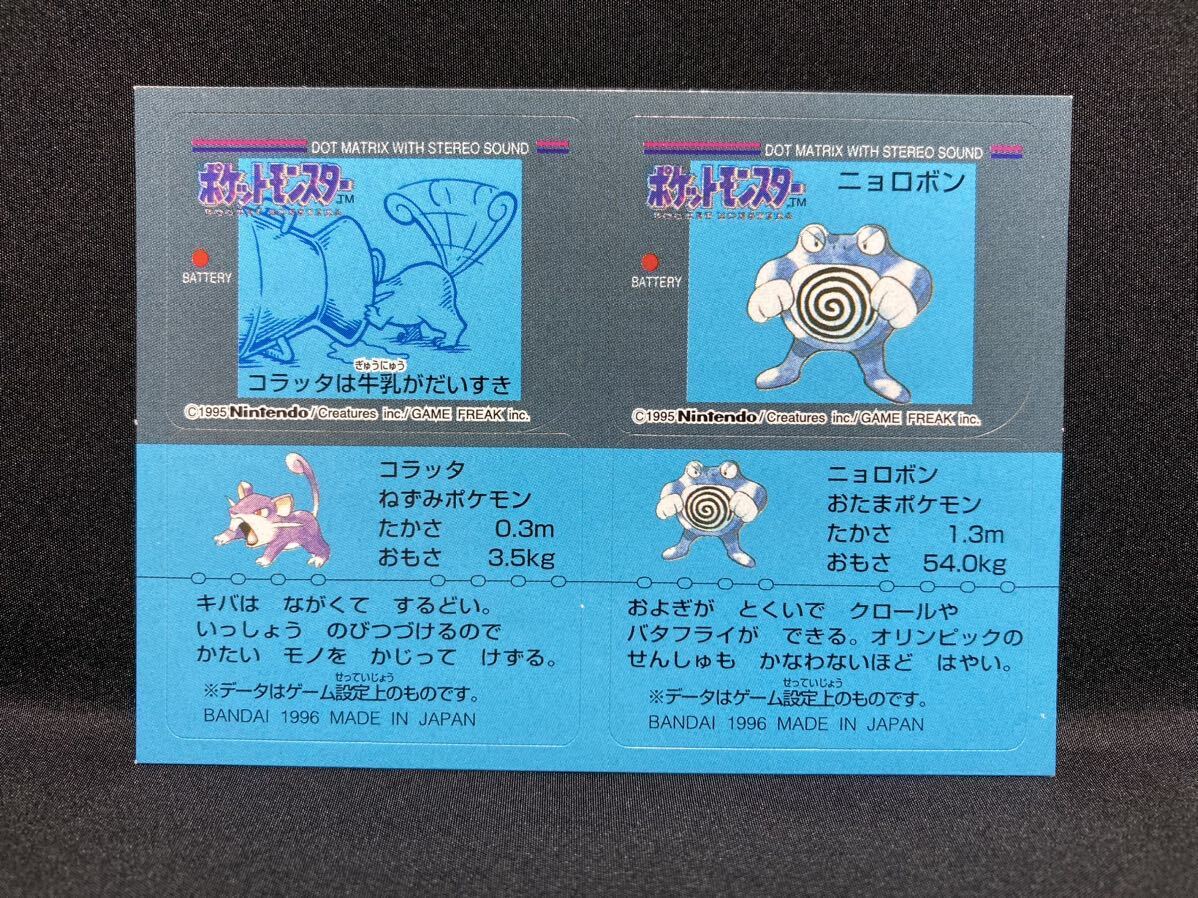 DOT MATRIX WITH STEREO SOUND
ポケットモンスター TM
BATTERY
ぎゅうにゅう
コラッタは牛乳がだいすき
©1995 Nintendo/Creatures inc./GAME FREAK inc.
DOT MATRIX WITH STEREO SOUND
ポケットモンスター TM
ニョロボン
BATTERY
©1995 Nintendo/Creatures inc./GAME FREAK inc.
コラッタ
ねずみポケモン
たかさ 0.3m
おもさ 3.5kg
キバは ながくて するどい。
いっしょう のびつづけるので
かたい モノを かじって けずる。
せっていじょう
※データはゲーム設定上のものです。
BANDAI 1996 MADE IN JAPAN
ニョロボン
おたまポケモン
たかさ 1.3m
おもさ 54.0kg
およぎが とくいで クロールや
バタフライが できる。オリンピックの
せんしゅも かなわないほど はやい。
せっていじょう
※データはゲーム設定上のものです。
BANDAI 1996 MADE IN JAPAN